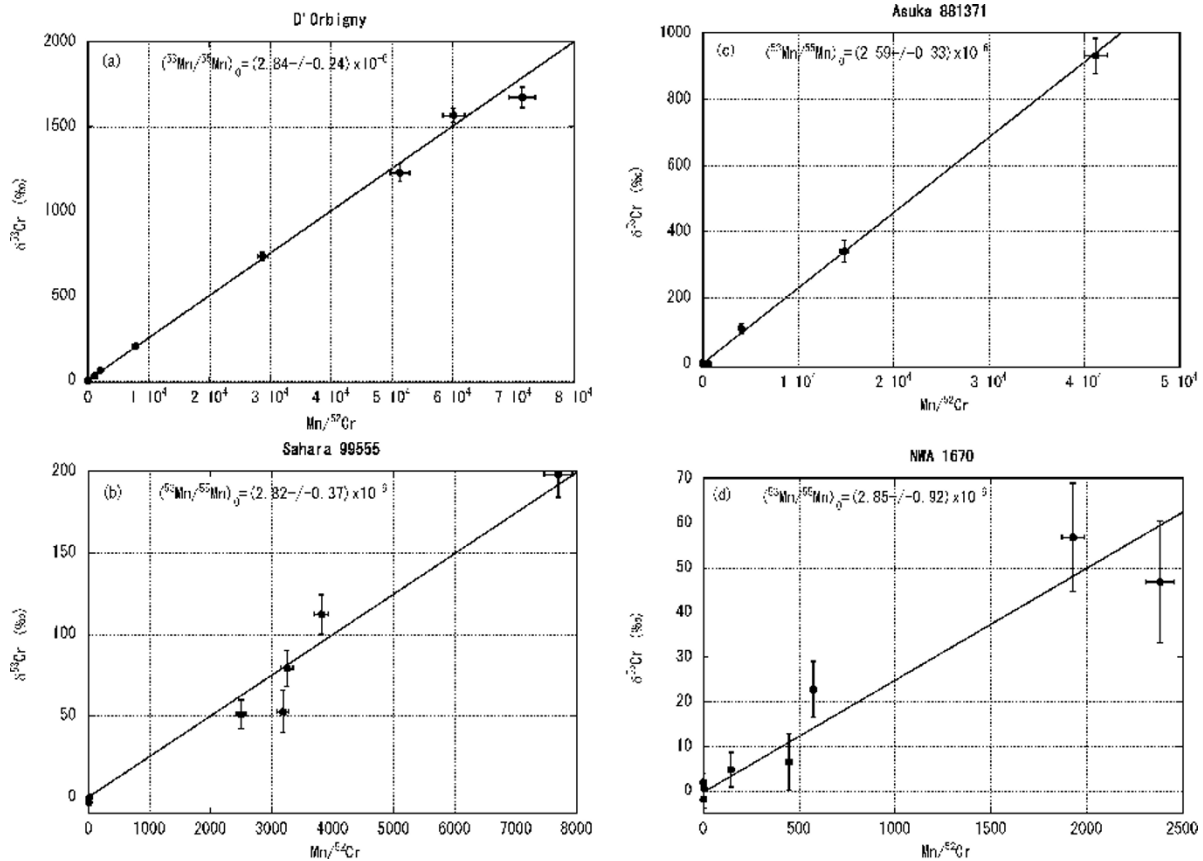 D'Orbigny
(a) (⁵³Mn/⁵⁵Mn)₀=(2.84+/-0.24)x10⁻⁶
2000
1500
1000
500
0
δ⁵³Cr (‰)
0 1 10⁴ 2 10⁴ 3 10⁴ 4 10⁴ 5 10⁴ 6 10⁴ 7 10⁴ 8 10⁴
Mn/⁵²Cr
Asuka 881371
(c) (⁵³Mn/⁵⁵Mn)₀=(2.59+/-0.33)x10⁻⁶
1000
800
600
400
200
0
δ⁵³Cr (‰)
0 1 10⁴ 2 10⁴ 3 10⁴ 4 10⁴ 5 10⁴
Mn/⁵²Cr
Sahara 99555
(b) (⁵³Mn/⁵⁵Mn)₀=(2.82+/-0.37)x10⁻⁶
200
150
100
50
0
δ⁵³Cr (‰)
0 1000 2000 3000 4000 5000 6000 7000 8000
Mn/⁵²Cr
NWA 1670
(d) (⁵³Mn/⁵⁵Mn)₀=(2.85+/-0.92)x10⁻⁶
70
60
50
40
30
20
10
0
δ⁵³Cr (‰)
0 500 1000 1500 2000 2500
Mn/⁵²Cr